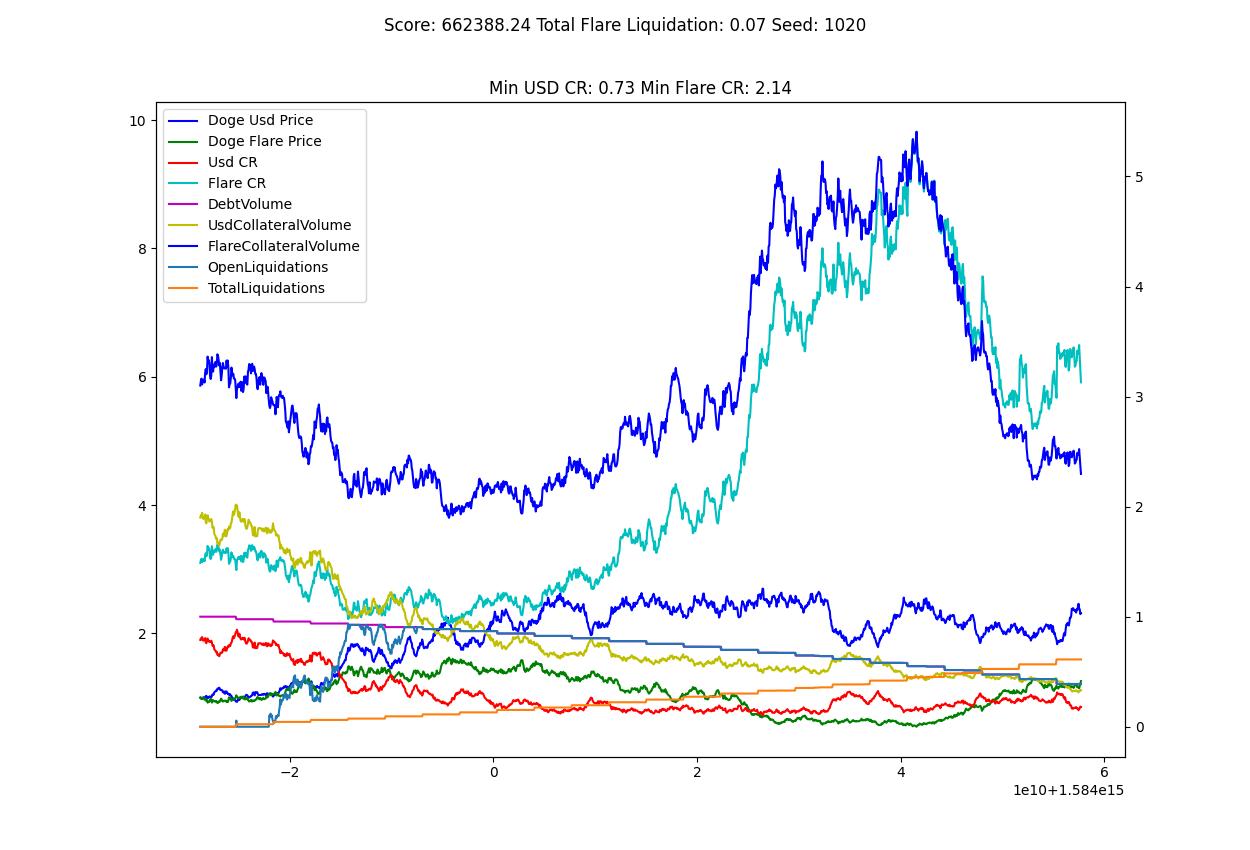 Score: 662388.24 Total Flare Liquidation: 0.07 Seed: 1020
Min USD CR: 0.73 Min Flare CR: 2.14
Doge Usd Price
Doge Flare Price
Usd CR
Flare CR
DebtVolume
UsdCollateralVolume
FlareCollateralVolume
OpenLiquidations
TotalLiquidations
10
8
6
4
2
5
4
3
2
1
0
−2
0
2
4
6
1e10+1.584e15